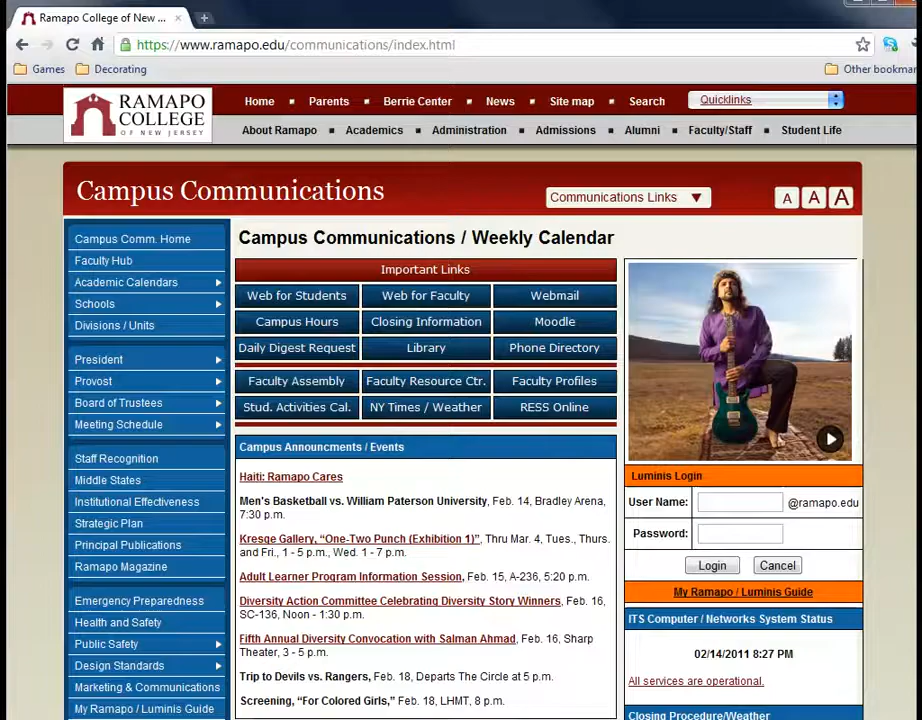 Ramapo College of New ...
https://www.ramapo.edu/communications/index.html
Games
Decorating
Other bookmar
RAMAPO
COLLEGE
OF NEW JERSEY
Home
Parents
Berrie Center
News
Site map
Search
Quicklinks
About Ramapo
Academics
Administration
Admissions
Alumni
Faculty/Staff
Student Life
Campus Communications
Communications Links
A
A
A
Campus Comm. Home
Faculty Hub
Academic Calendars
Schools
Divisions / Units
President
Provost
Board of Trustees
Meeting Schedule
Staff Recognition
Middle States
Institutional Effectiveness
Strategic Plan
Principal Publications
Ramapo Magazine
Emergency Preparedness
Health and Safety
Public Safety
Design Standards
Marketing & Communications
My Ramapo / Luminis Guide
Campus Communications / Weekly Calendar
Important Links
Web for Students
Web for Faculty
Webmail
Campus Hours
Closing Information
Moodle
Daily Digest Request
Library
Phone Directory
Faculty Assembly
Faculty Resource Ctr.
Faculty Profiles
Stud. Activities Cal.
NY Times / Weather
RESS Online
Campus Announcments / Events
Haiti: Ramapo Cares
Men's Basketball vs. William Paterson University, Feb. 14, Bradley Arena,
7:30 p.m.
Kresge Gallery, “One-Two Punch (Exhibition 1)”, Thru Mar. 4, Tues., Thurs.
and Fri., 1 - 5 p.m., Wed. 1 - 7 p.m.
Adult Learner Program Information Session, Feb. 15, A-236, 5:20 p.m.
Diversity Action Committee Celebrating Diversity Story Winners, Feb. 16,
SC-136, Noon - 1:30 p.m.
Fifth Annual Diversity Convocation with Salman Ahmad, Feb. 16, Sharp
Theater, 3 - 5 p.m.
Trip to Devils vs. Rangers, Feb. 18, Departs The Circle at 5 p.m.
Screening, “For Colored Girls,” Feb. 18, LHMT, 8 p.m.
Luminis Login
User Name:
@ramapo.edu
Password:
Login
Cancel
My Ramapo / Luminis Guide
ITS Computer / Networks System Status
02/14/2011 8:27 PM
All services are operational.
Closing Procedure/Weather